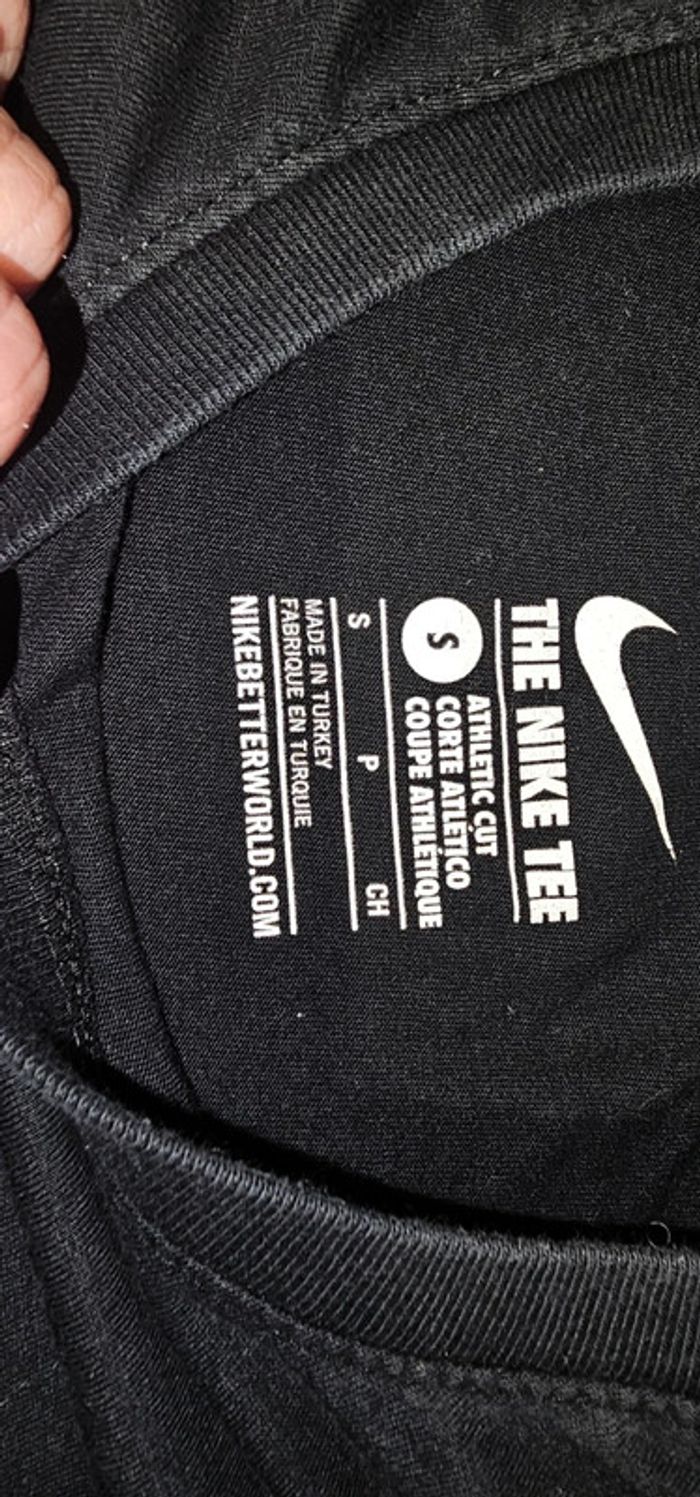 THE NIKE TEE
S
ATHLETIC CUT
CORTE ATLÉTICO
COUPE ATHLÉTIQUE
S P CH
MADE IN TURKEY
FABRIQUE EN TURQUIE
NIKEBETTERWORLD.COM